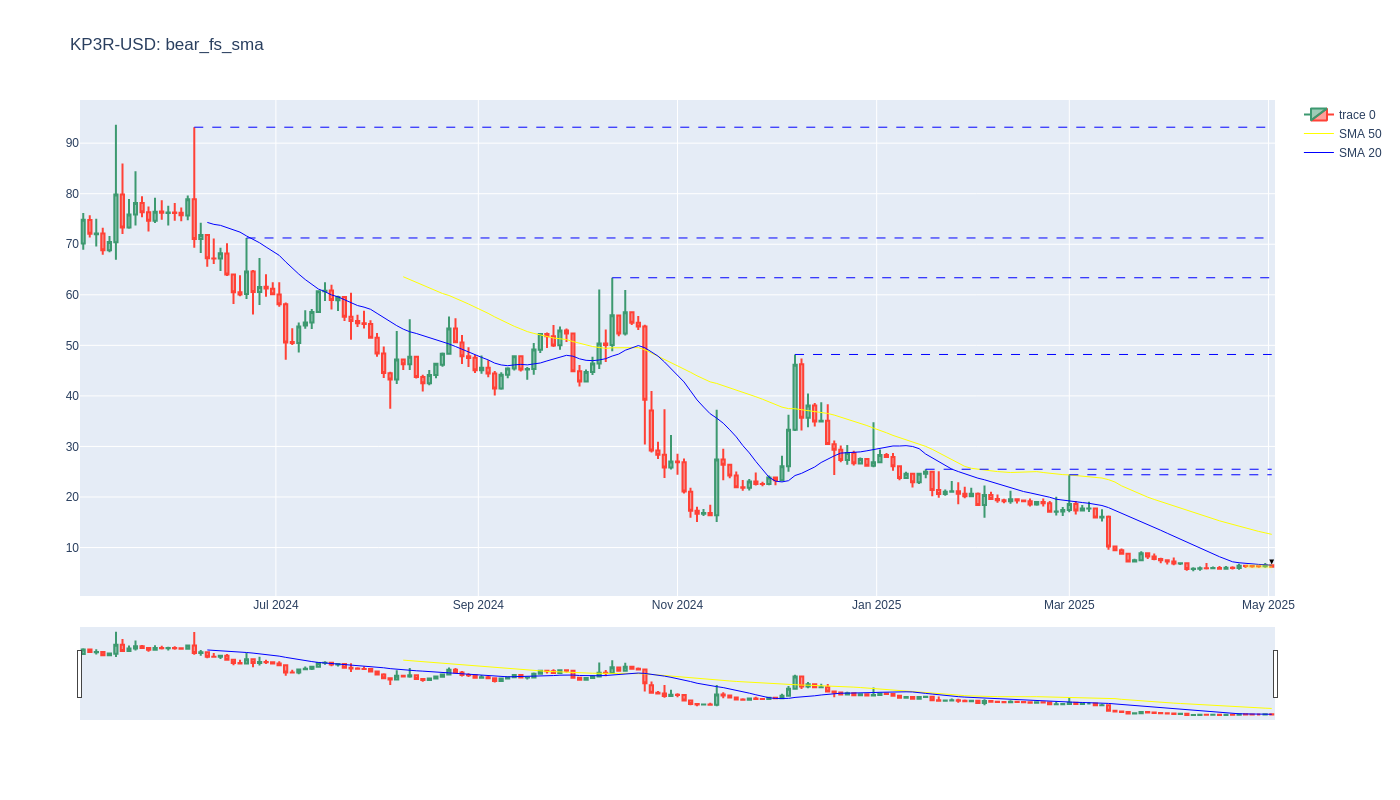 KP3R-USD: bear_fs_sma
trace 0
SMA 50
SMA 20
90
80
70
60
50
40
30
20
10
Jul 2024
Sep 2024
Nov 2024
Jan 2025
Mar 2025
May 2025